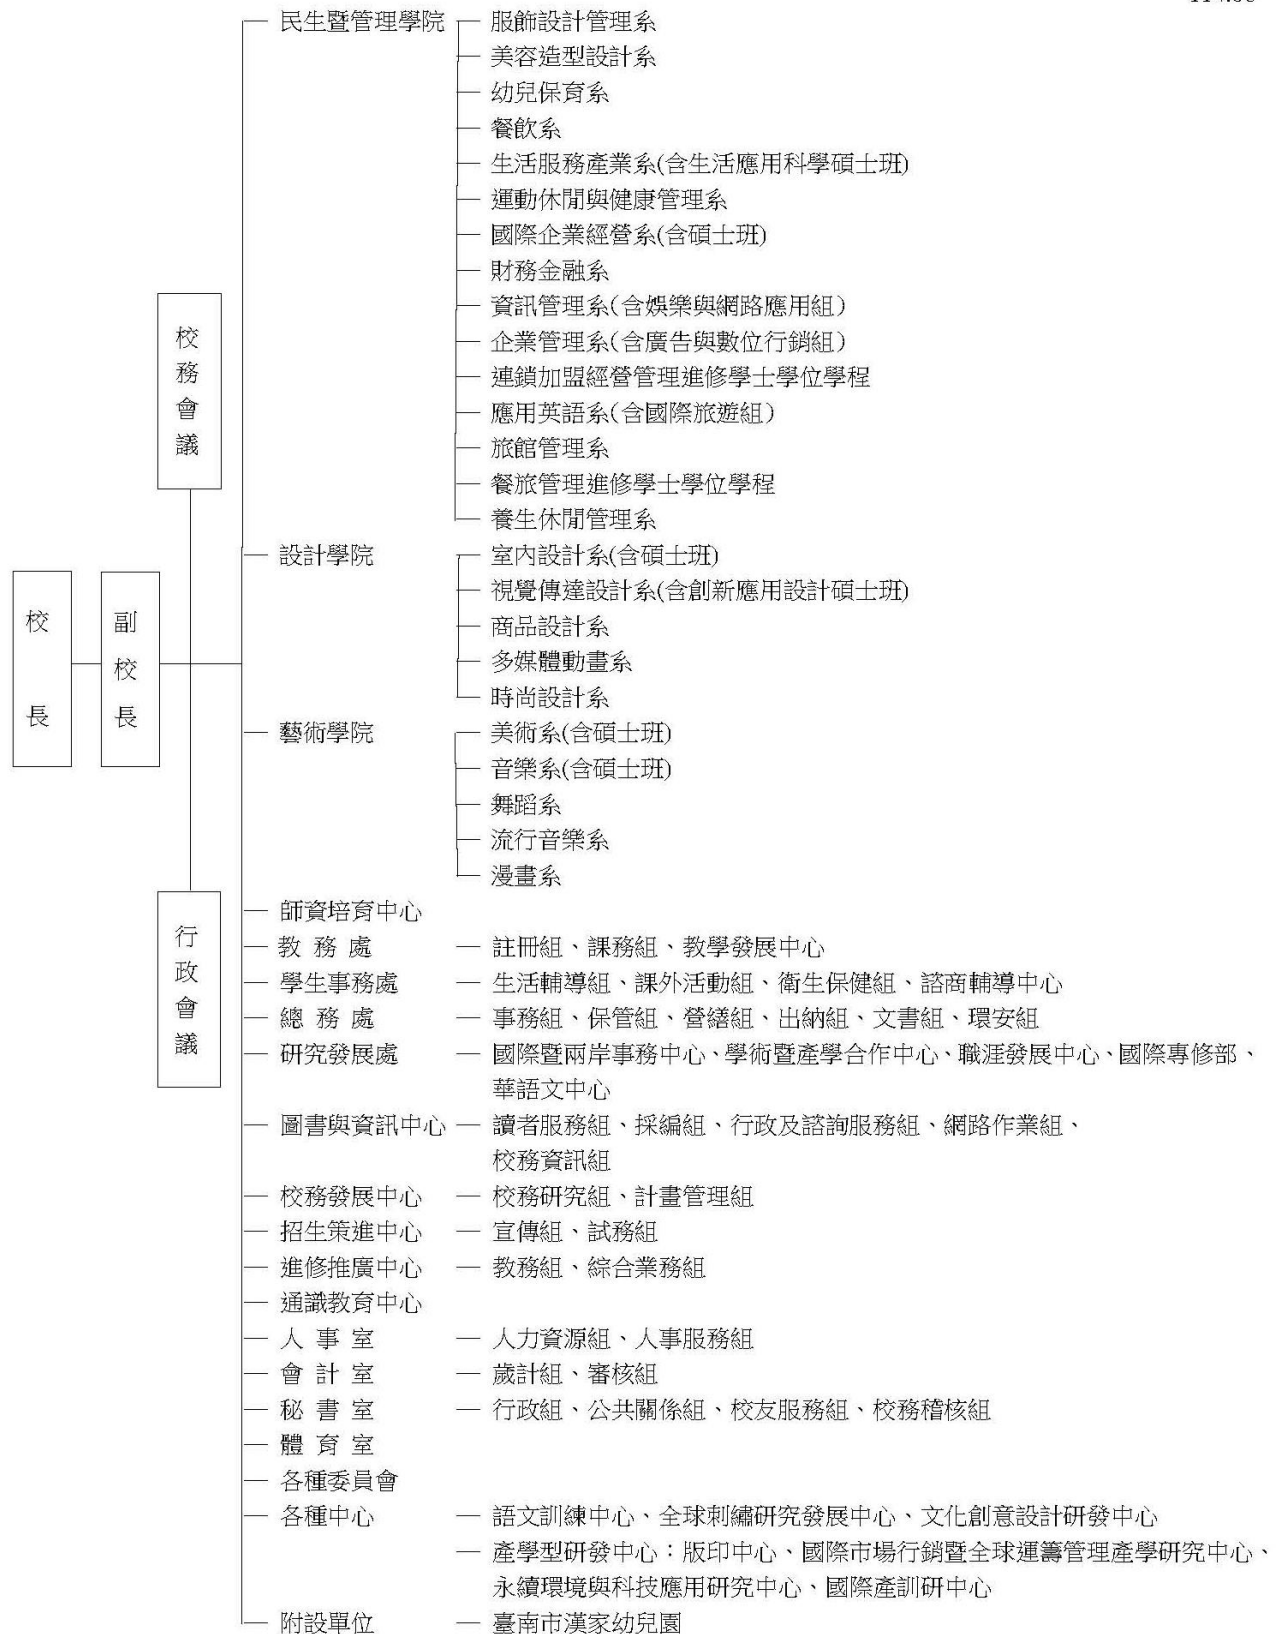 民生暨管理學院 服飾設計管理系
美容造型設計系
幼兒保育系
餐飲系
生活服務產業系(含生活應用科學碩士班)
運動休閒與健康管理系
國際企業經營系(含碩士班)
財務金融系
資訊管理系(含娛樂與網路應用組)
企業管理系(含廣告與數位行銷組)
連鎖加盟經營管理進修學士學位學程
應用英語系(含國際旅遊組)
旅館管理系
餐旅管理進修學士學位學程
養生休閒管理系
校務會議
設計學院 室內設計系(含碩士班)
視覺傳達設計系(含創新應用設計碩士班)
商品設計系
多媒體動畫系
時尚設計系
校長
副校長
藝術學院 美術系(含碩士班)
音樂系(含碩士班)
舞蹈系
流行音樂系
漫畫系
行政會議
師資培育中心
教務處 註冊組、課務組、教學發展中心
學生事務處 生活輔導組、課外活動組、衛生保健組、諮商輔導中心
總務處 事務組、保管組、營繕組、出納組、文書組、環安組
研究發展處 國際暨兩岸事務中心、學術暨產學合作中心、職涯發展中心、國際專修部、
華語文中心
圖書與資訊中心 讀者服務組、採編組、行政及諮詢服務組、網路作業組、
校務資訊組
校務發展中心 校務研究組、計畫管理組
招生策進中心 宣傳組、試務組
進修推廣中心 教務組、綜合業務組
通識教育中心
人事室 人力資源組、人事服務組
會計室 歲計組、審核組
秘書室 行政組、公共關係組、校友服務組、校務稽核組
體育室
各種委員會
各種中心 語文訓練中心、全球刺繡研究發展中心、文化創意設計研發中心
產學型研發中心：版印中心、國際市場行銷暨全球運籌管理產學研究中心、
永續環境與科技應用研究中心、國際產訓研中心
附設單位 臺南市漢家幼兒園